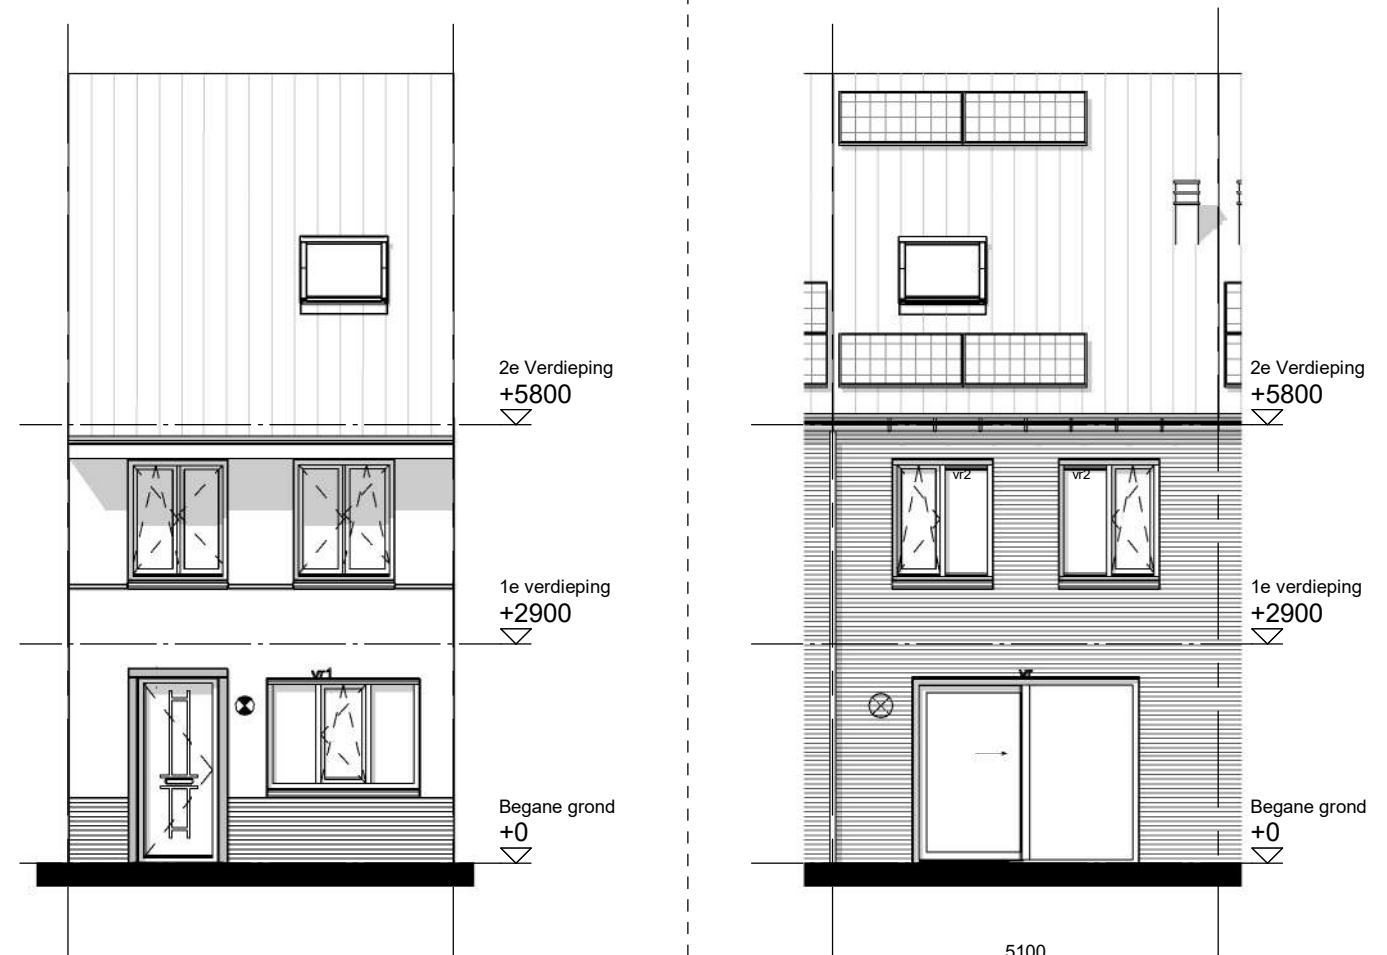 2e Verdieping
+5800
1e verdieping
+2900
vr1
Begane grond
+0
2e Verdieping
+5800
vr2
vr2
1e verdieping
+2900
vr
Begane grond
+0
5100